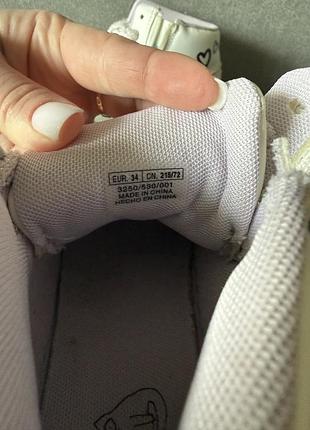 EUR. 34 CN. 215/72
3250/530/001
MADE IN CHINA
HECHO EN CHINA